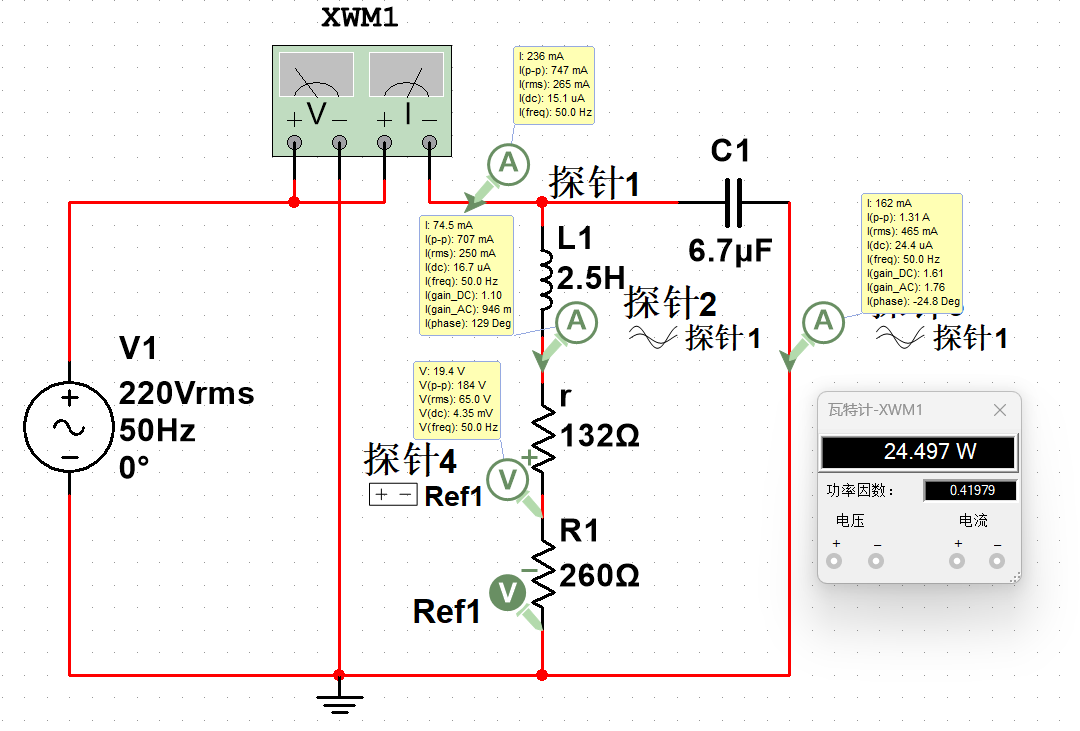 XWM1
V
I
+ − + −
I: 236 mA
I(p-p): 747 mA
I(rms): 265 mA
I(dc): 15.1 uA
I(freq): 50.0 Hz
A
探针1
C1
6.7µF
I: 74.5 mA
I(p-p): 707 mA
I(rms): 250 mA
I(dc): 16.7 uA
I(freq): 50.0 Hz
I(gain_DC): 1.10
I(gain_AC): 946 m
I(phase): 129 Deg
L1
2.5H
探针2
A
探针1
I: 162 mA
I(p-p): 1.31 A
I(rms): 465 mA
I(dc): 24.4 uA
I(freq): 50.0 Hz
I(gain_DC): 1.61
I(gain_AC): 1.76
I(phase): -24.8 Deg
A
探针1
V1
220Vrms
50Hz
0°
+
−
V: 19.4 V
V(p-p): 184 V
V(rms): 65.0 V
V(dc): 4.35 mV
V(freq): 50.0 Hz
r
132Ω
探针4
+ − Ref1
V
+
R1
260Ω
−
V
Ref1
瓦特计-XWM1
24.497 W
功率因数：
0.41979
电压
电流
+ − + −